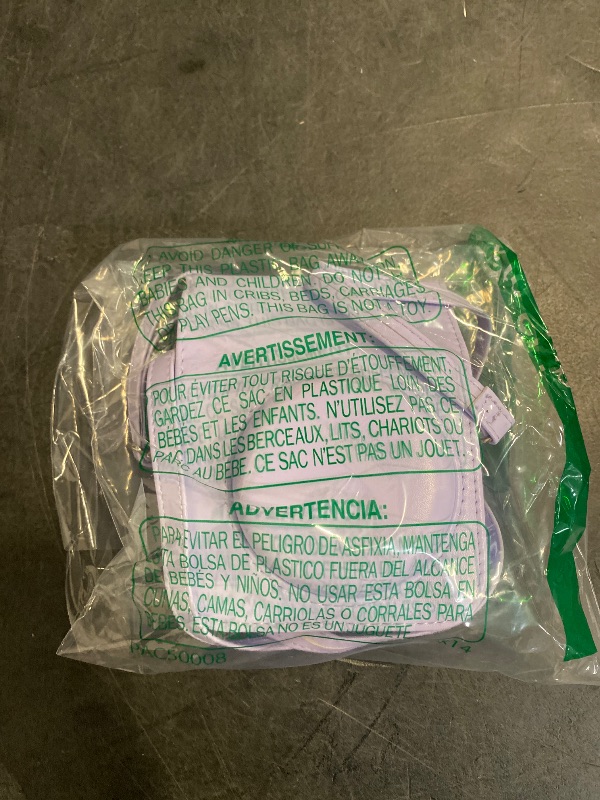 AVOID DANGER
KEEP THIS PLASTIC BAG AWAY
BABIES AND CHILDREN. DO NOT
THIS BAG IN CRIBS, BEDS, CARRIAGES
PLAY PENS. THIS BAG IS NOT A TOY.
AVERTISSEMENT:
POUR ÉVITER TOUT RISQUE D'ÉTOUFFEMENT,
GARDEZ CE SAC EN PLASTIQUE LOIN DES
BÉBÉS ET LES ENFANTS. N'UTILISEZ PAS CE
SAC DANS LES BERCEAUX, LITS, CHARIOTS OU
PARC AU BÉBÉ. CE SAC N'EST PAS UN JOUET.
ADVERTENCIA:
PARA EVITAR EL PELIGRO DE ASFIXIA, MANTENGA
ESTA BOLSA DE PLASTICO FUERA DEL ALCANCE
DE BEBÉS Y NIÑOS. NO USAR ESTA BOLSA EN
CUNAS, CAMAS, CARRIOLAS O CORRALES PARA
BEBÉS. ESTA BOLSA NO ES UN JUGUETE
PAC50008 x14